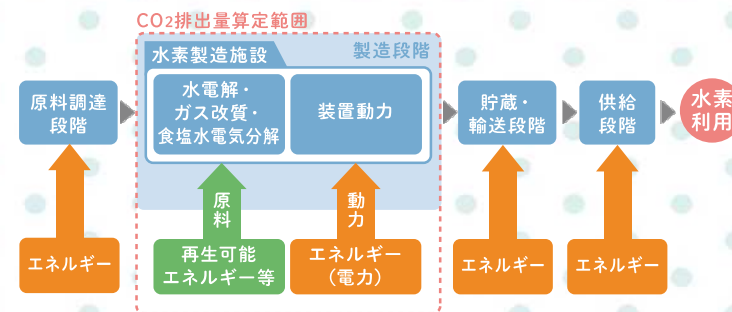 CO2排出量算定範囲
水素製造施設
製造段階
原料調達
段階
水電解・
ガス改質・
食塩水電気分解
装置動力
貯蔵・
輸送段階
供給
段階
水素
利用
原料
動力
エネルギー
再生可能
エネルギー等
エネルギー
（電力）
エネルギー
エネルギー